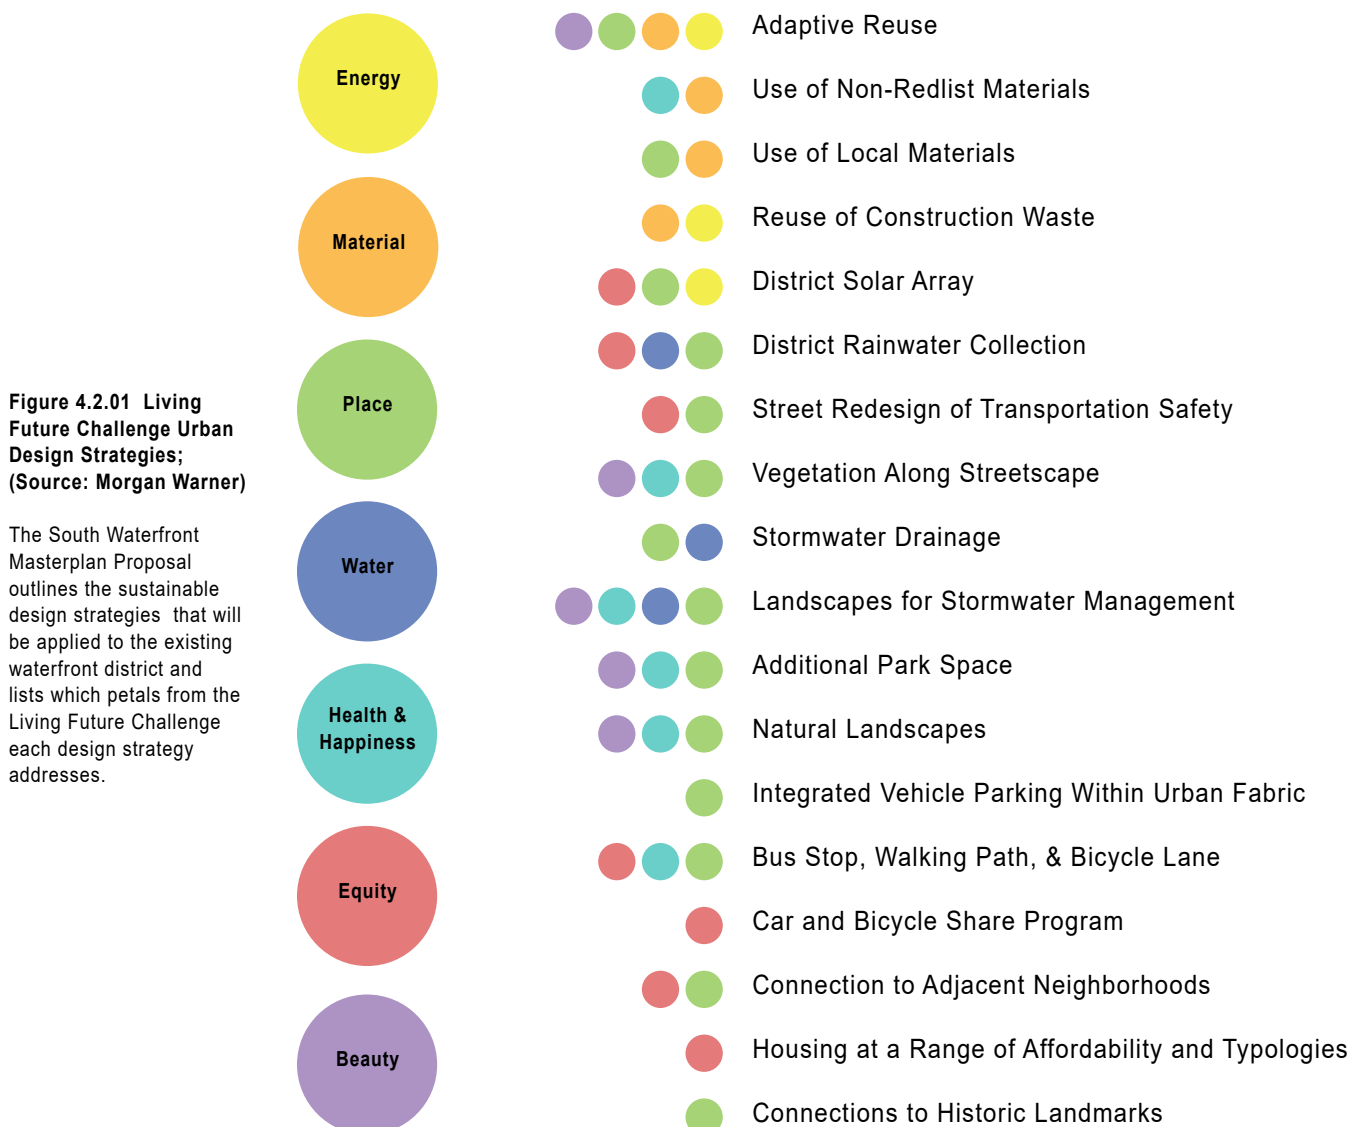 Figure 4.2.01  Living
Future Challenge Urban
Design Strategies;
(Source: Morgan Warner)
The South Waterfront
Masterplan Proposal
outlines the sustainable
design strategies  that will
be applied to the existing
waterfront district and
lists which petals from the
Living Future Challenge
each design strategy
addresses.
Energy
Material
Place
Water
Health &
Happiness
Equity
Beauty
Adaptive Reuse
Use of Non-Redlist Materials
Use of Local Materials
Reuse of Construction Waste
District Solar Array
District Rainwater Collection
Street Redesign of Transportation Safety
Vegetation Along Streetscape
Stormwater Drainage
Landscapes for Stormwater Management
Additional Park Space
Natural Landscapes
Integrated Vehicle Parking Within Urban Fabric
Bus Stop, Walking Path, & Bicycle Lane
Car and Bicycle Share Program
Connection to Adjacent Neighborhoods
Housing at a Range of Affordability and Typologies
Connections to Historic Landmarks